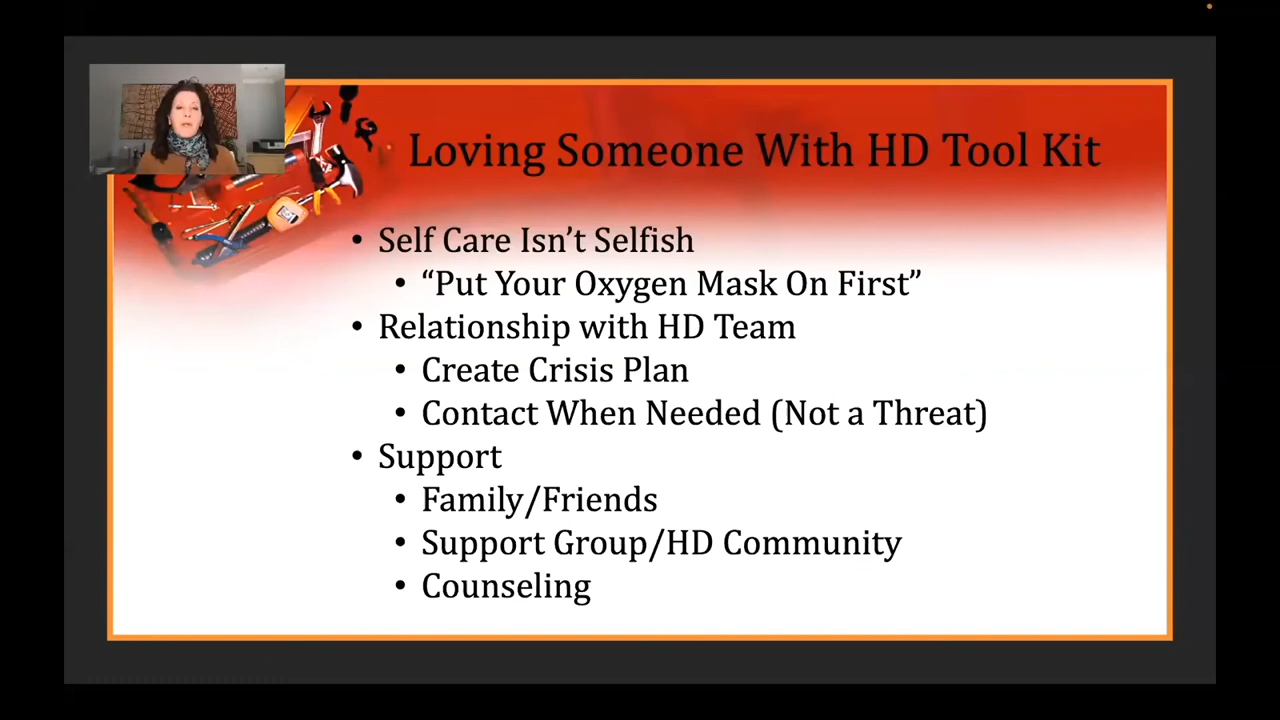 Loving Someone With HD Tool Kit
• Self Care Isn’t Selfish
• “Put Your Oxygen Mask On First”
• Relationship with HD Team
• Create Crisis Plan
• Contact When Needed (Not a Threat)
• Support
• Family/Friends
• Support Group/HD Community
• Counseling